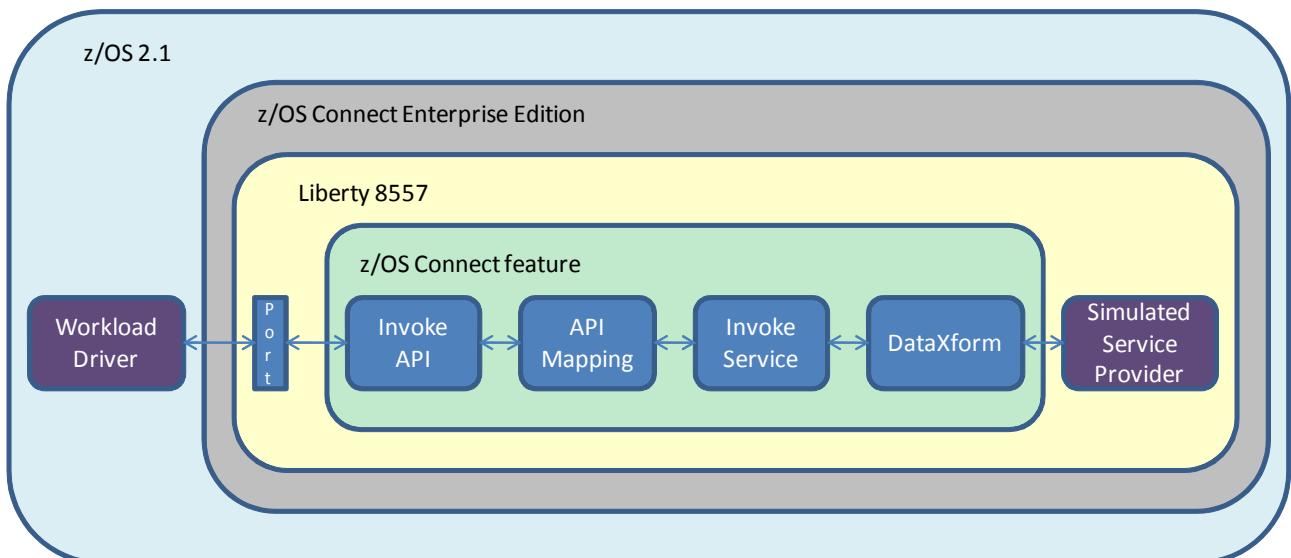 z/OS 2.1
z/OS Connect Enterprise Edition
Liberty 8557
z/OS Connect feature
Workload
Driver
P
o
r
t
Invoke
API
API
Mapping
Invoke
Service
DataXform
Simulated
Service
Provider